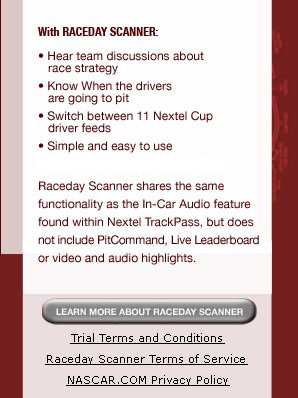 With RACEDAY SCANNER:
• Hear team discussions about
race strategy
• Know When the drivers
are going to pit
• Switch between 11 Nextel Cup
driver feeds
• Simple and easy to use
Raceday Scanner shares the same
functionality as the In-Car Audio feature
found within Nextel TrackPass, but does
not include PitCommand, Live Leaderboard
or video and audio highlights.
LEARN MORE ABOUT RACEDAY SCANNER
Trial Terms and Conditions
Raceday Scanner Terms of Service
NASCAR.COM Privacy Policy